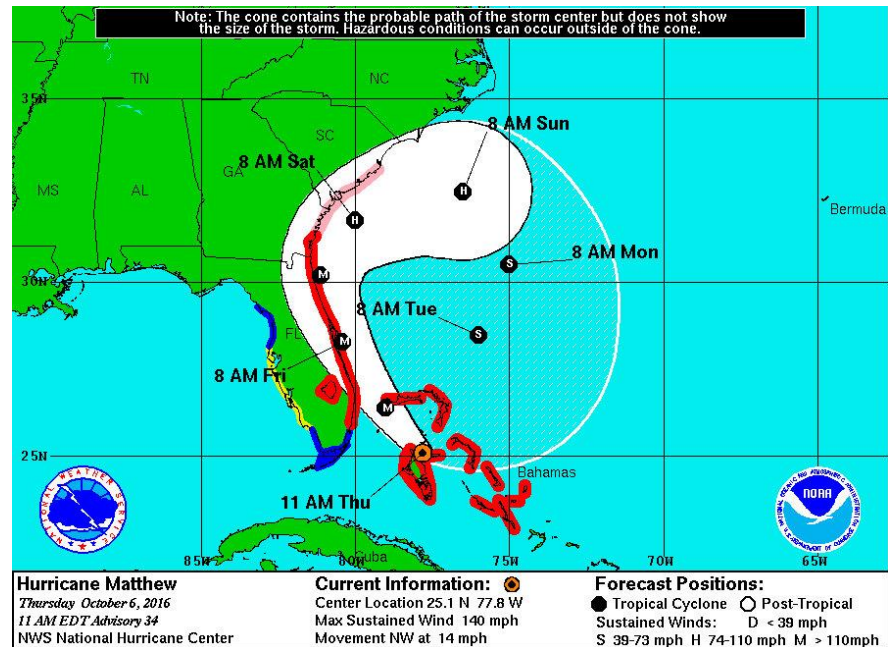 Note: The cone contains the probable path of the storm center but does not show
the size of the storm. Hazardous conditions can occur outside of the cone.
TN
NC
35N
8 AM Sun
SC
8 AM Sat
GA
MS
AL
Bermuda
8 AM Mon
30N
8 AM Tue
FL
8 AM Fri
25N
Bahamas
11 AM Thu
NATIONAL WEATHER SERVICE
NOAA
Cuba
85W
80W
75W
70W
65W
H
H
M
S
M
S
M
Hurricane Matthew
Thursday October 6, 2016
11 AM EDT Advisory 34
NWS National Hurricane Center
Current Information:
Center Location 25.1 N 77.8 W
Max Sustained Wind 140 mph
Movement NW at 14 mph
Forecast Positions:
Tropical Cyclone Post-Tropical
Sustained Winds: D < 39 mph
S 39-73 mph H 74-110 mph M > 110mph